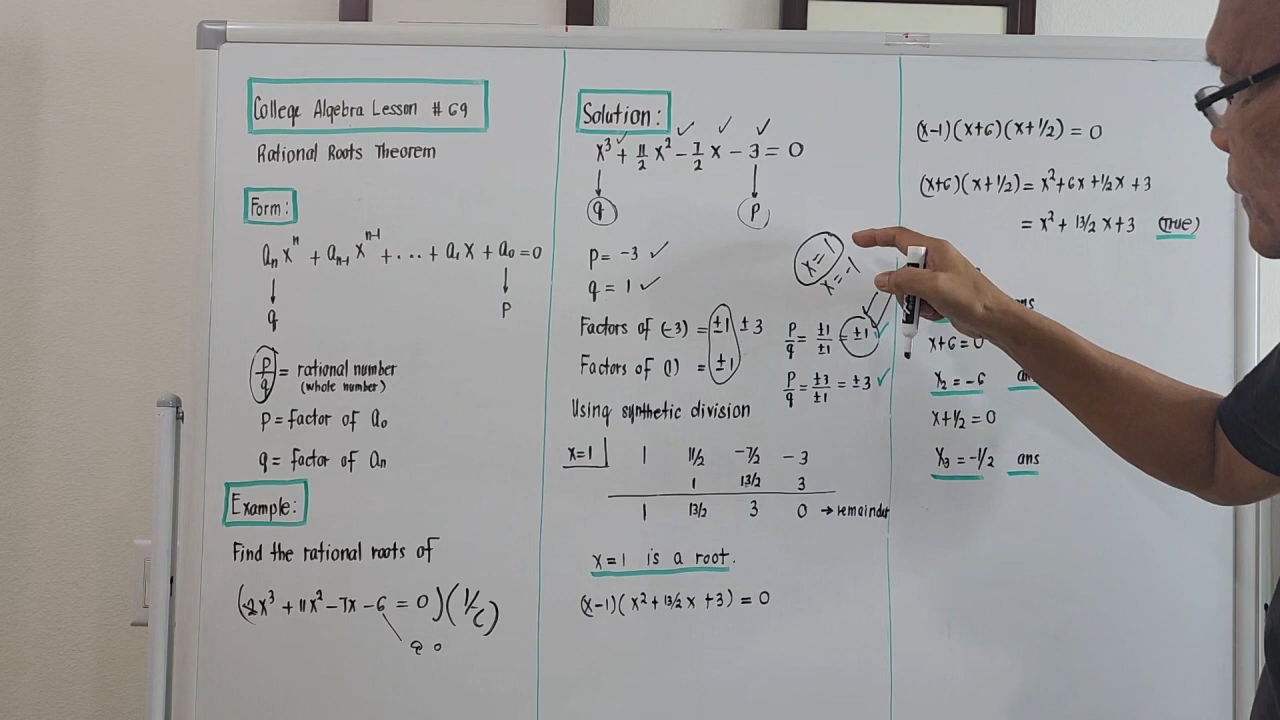 College Algebra Lesson # 69
Rational Roots Theorem
Form:
aₙxⁿ + aₙ₋₁xⁿ⁻¹ + ... + a₁x + a₀ = 0
q
P
P/q = rational number
(whole number)
P = factor of a₀
q = factor of aₙ
Example:
Find the rational roots of
(2x³ + 11x² - 7x - 6 = 0)(
Solution:
x³ + 11/2 x² - 7/2 x - 3 = 0
q
P
P = -3 ✓
q = 1 ✓
x = 1
x = -1
Factors of (-3) = ±1 ±3
Factors of (1) = ±1
P/q = ±1/±1 = ±1 ✓
P/q = ±3/±1 = ±3 ✓
Using synthetic division
x=1 1 11/2 -7/2 -3
1 13/2 3
1 13/2 3 0 → remainder
x = 1 is a root.
(x-1)(x² + 13/2 x + 3) = 0
(x-1)(x+6)(x+1/2) = 0
(x+6)(x+1/2) = x² + 6x + 1/2 x + 3
= x² + 13/2 x + 3 (True)
x+6 = 0
x₂ = -6
x+1/2 = 0
x₃ = -1/2 ans